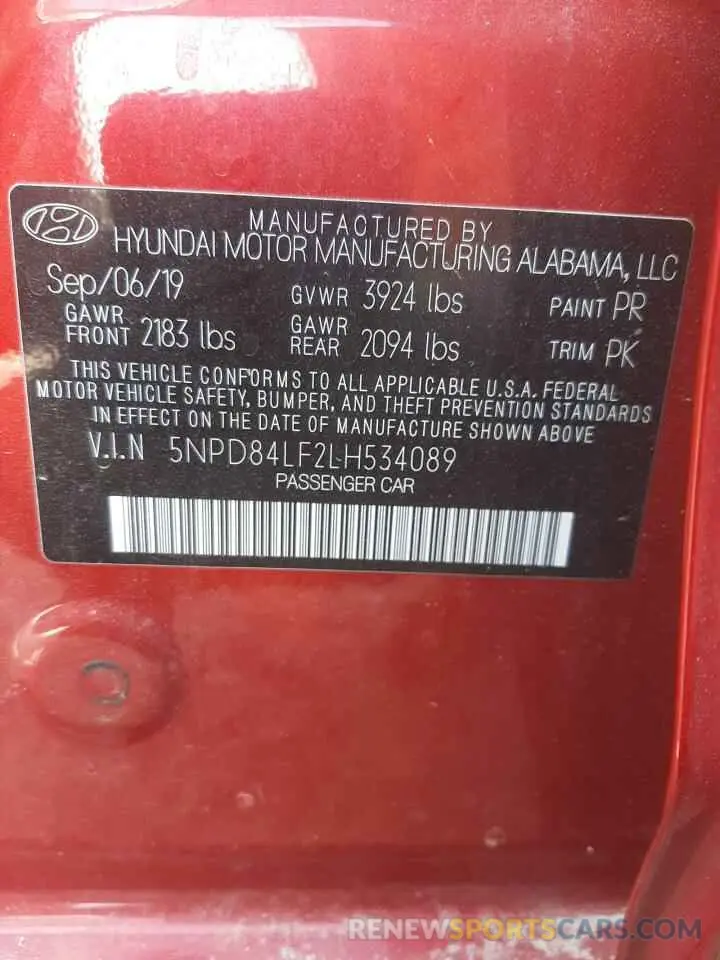 MANUFACTURED BY
HYUNDAI MOTOR MANUFACTURING ALABAMA, LLC
Sep/06/19 GVWR 3924 lbs PAINT PR
GAWR FRONT 2183 lbs GAWR REAR 2094 lbs TRIM PK
THIS VEHICLE CONFORMS TO ALL APPLICABLE U.S.A. FEDERAL
MOTOR VEHICLE SAFETY, BUMPER, AND THEFT PREVENTION STANDARDS
IN EFFECT ON THE DATE OF MANUFACTURE SHOWN ABOVE
V.I.N 5NPD84LF2LH534089
PASSENGER CAR
RENEWSPORTSCARS.COM